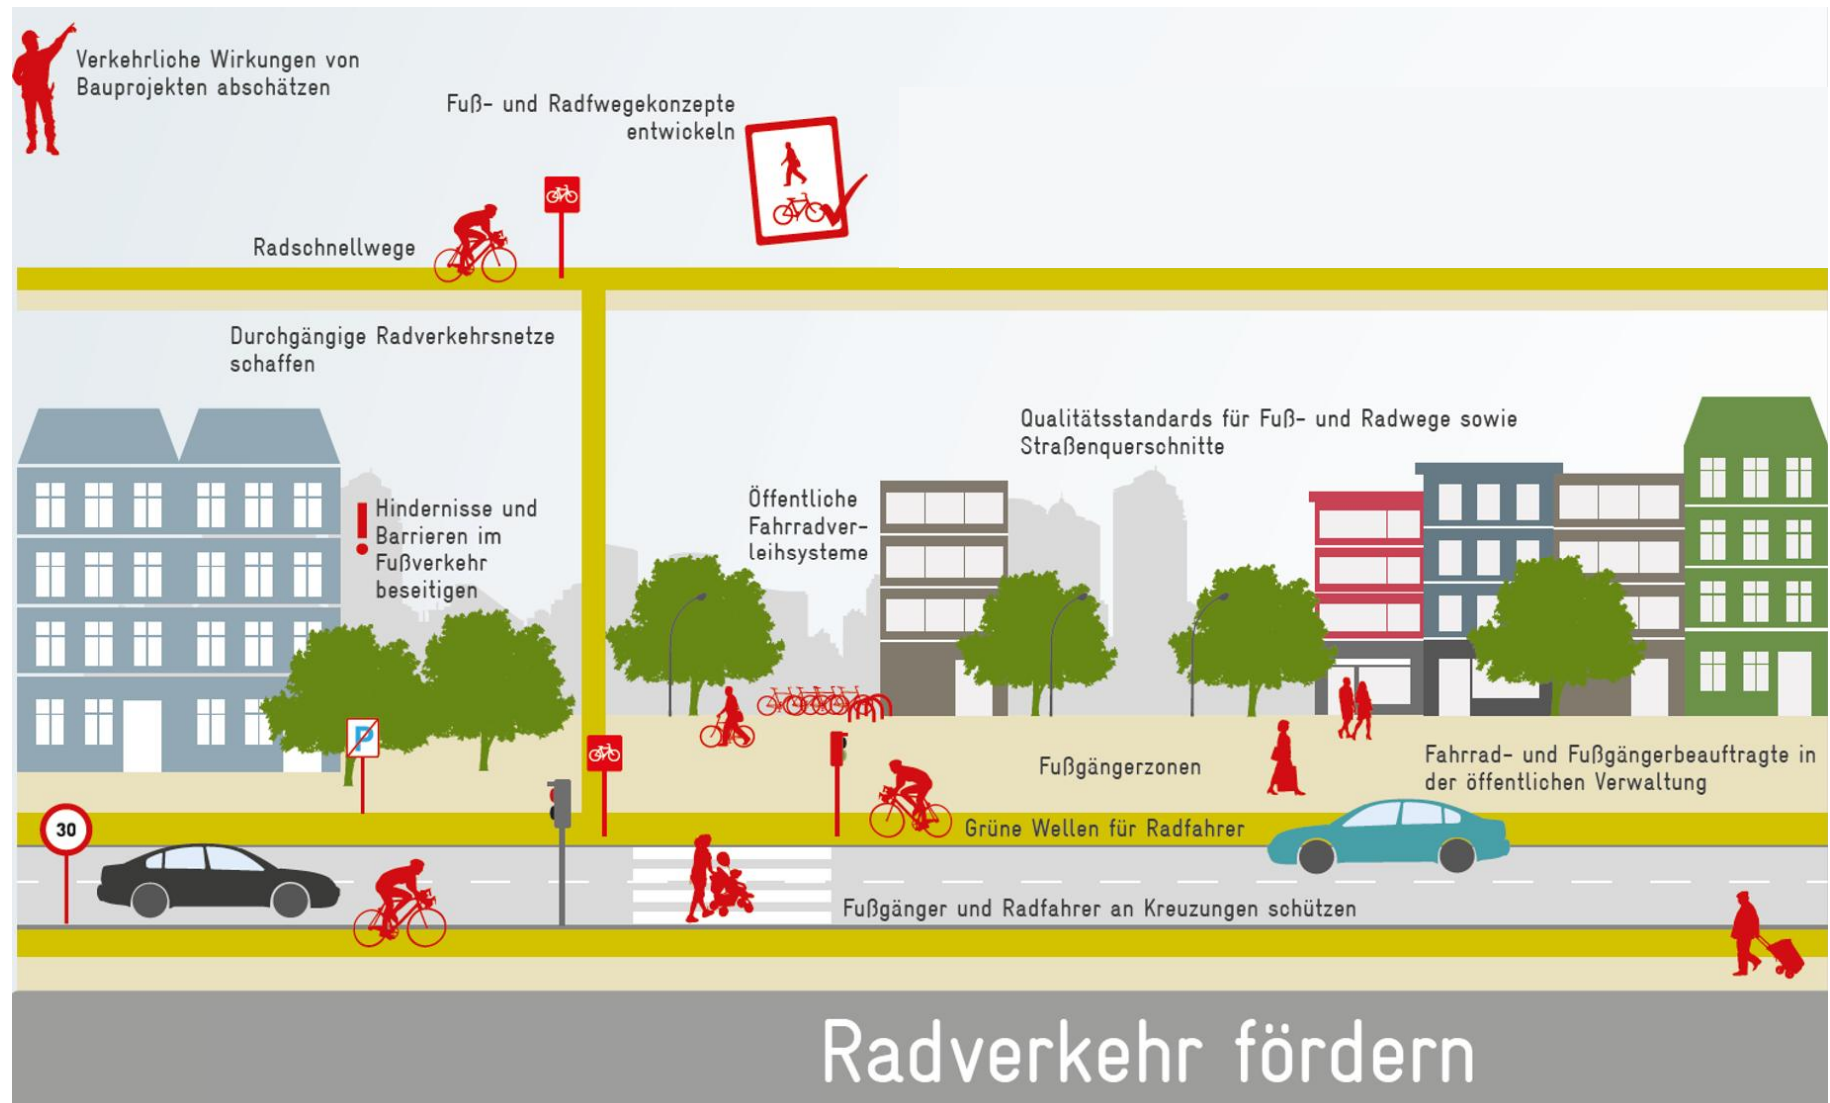 Verkehrliche Wirkungen von
Bauprojekten abschätzen
Fuß- und Radfwegekonzepte
entwickeln
Radschnellwege
Durchgängige Radverkehrsnetze
schaffen
Qualitätsstandards für Fuß- und Radwege sowie
Straßenquerschnitte
Hindernisse und
Barrieren im
Fußverkehr
beseitigen
Öffentliche
Fahrradver-
leihsysteme
P
Fußgängerzonen
Fahrrad- und Fußgängerbeauftragte in
der öffentlichen Verwaltung
30
Grüne Wellen für Radfahrer
Fußgänger und Radfahrer an Kreuzungen schützen
Radverkehr fördern